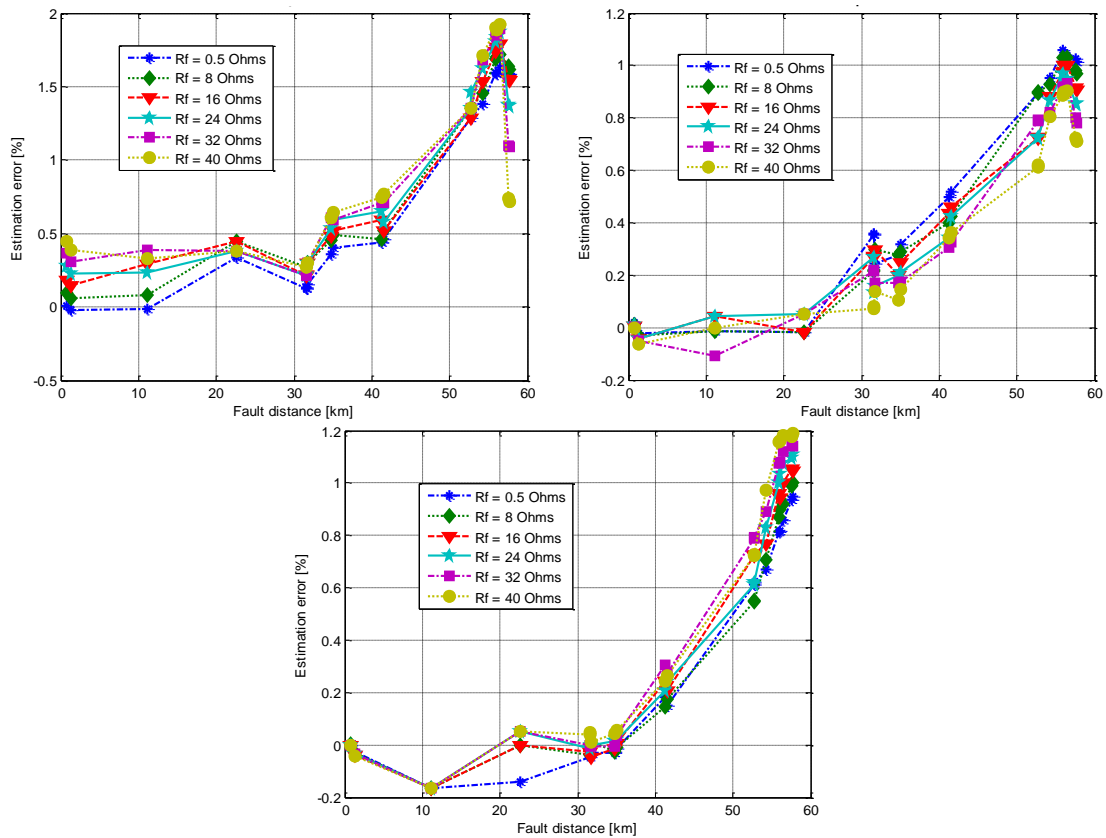 2
1.5
1
0.5
0
-0.5
Estimation error [%]
Rf = 0.5 Ohms
Rf = 8 Ohms
Rf = 16 Ohms
Rf = 24 Ohms
Rf = 32 Ohms
Rf = 40 Ohms
0 10 20 30 40 50 60
Fault distance [km]
1.2
1
0.8
0.6
0.4
0.2
0
-0.2
Estimation error [%]
Rf = 0.5 Ohms
Rf = 8 Ohms
Rf = 16 Ohms
Rf = 24 Ohms
Rf = 32 Ohms
Rf = 40 Ohms
0 10 20 30 40 50 60
Fault distance [km]
1.2
1
0.8
0.6
0.4
0.2
0
-0.2
Estimation error [%]
Rf = 0.5 Ohms
Rf = 8 Ohms
Rf = 16 Ohms
Rf = 24 Ohms
Rf = 32 Ohms
Rf = 40 Ohms
0 10 20 30 40 50 60
Fault distance [km]